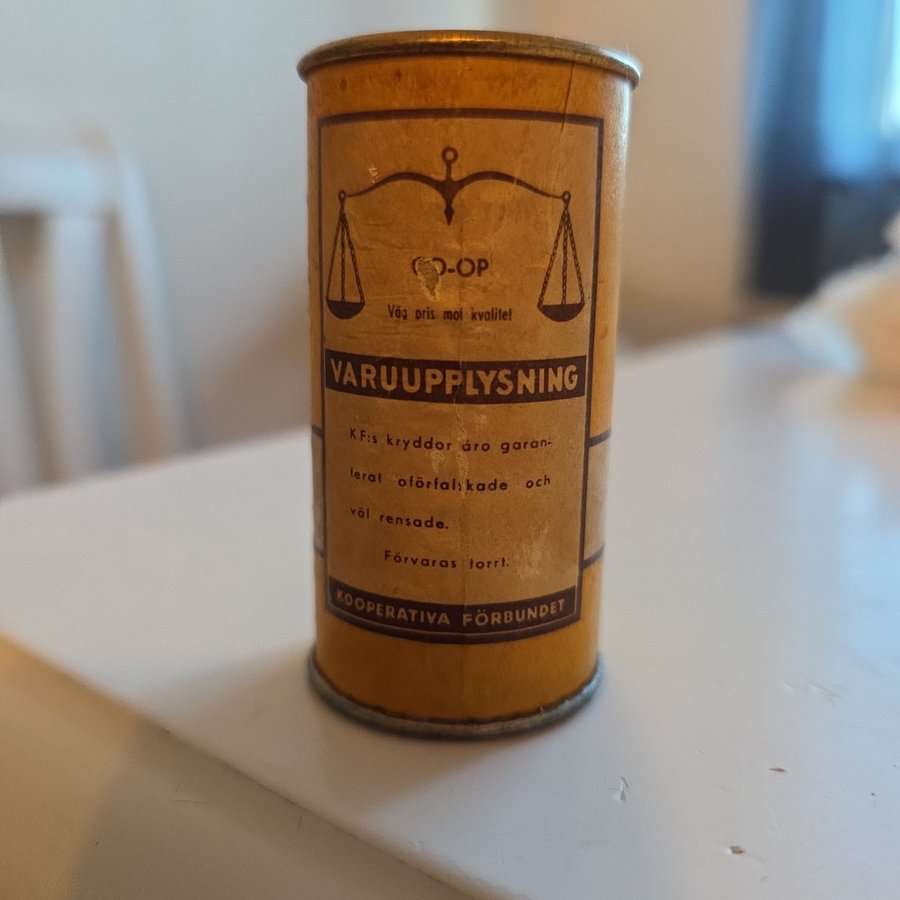 CO-OP
Väg pris mot kvalitet
VARUUPPLYSNING
KF:s kryddor äro garan-
terat oförfalskade och
väl rensade.
Förvaras torrt.
KOOPERATIVA FÖRBUNDET